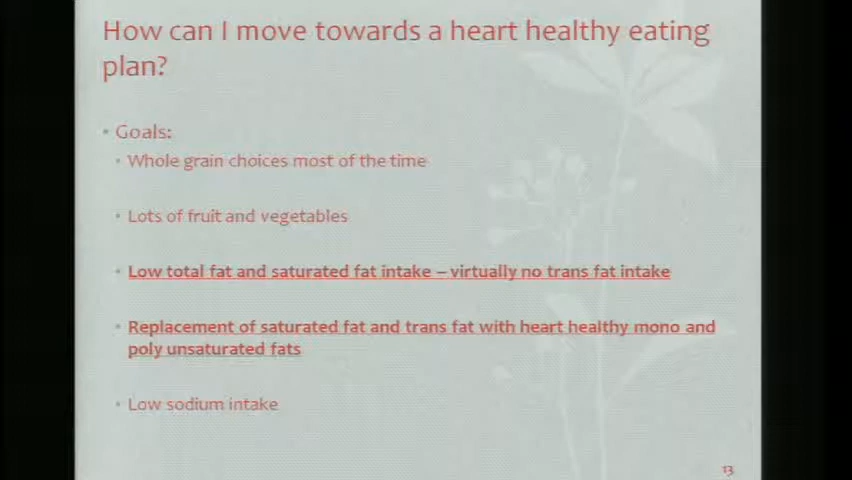 How can I move towards a heart healthy eating
plan?
• Goals:
• Whole grain choices most of the time
• Lots of fruit and vegetables
• Low total fat and saturated fat intake – virtually no trans fat intake
• Replacement of saturated fat and trans fat with heart healthy mono and
poly unsaturated fats
• Low sodium intake
13